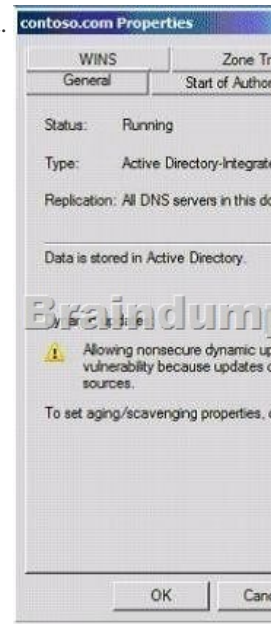 .
contoso.com Properties
WINS
Zone Tr
General
Start of Author
Status: Running
Type: Active Directory-Integrate
Replication: All DNS servers in this do
Data is stored in Active Directory.
Braindump
Allowing nonsecure dynamic up
vulnerability because updates c
sources.
To set aging/scavenging properties, c
OK
Canc